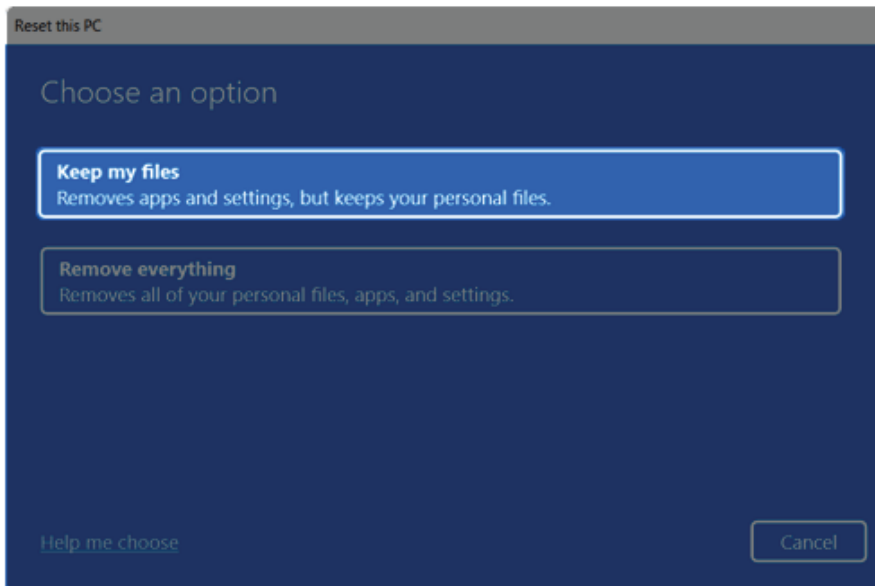 Reset this PC
Choose an option
Keep my files
Removes apps and settings, but keeps your personal files.
Remove everything
Removes all of your personal files, apps, and settings.
Help me choose
Cancel